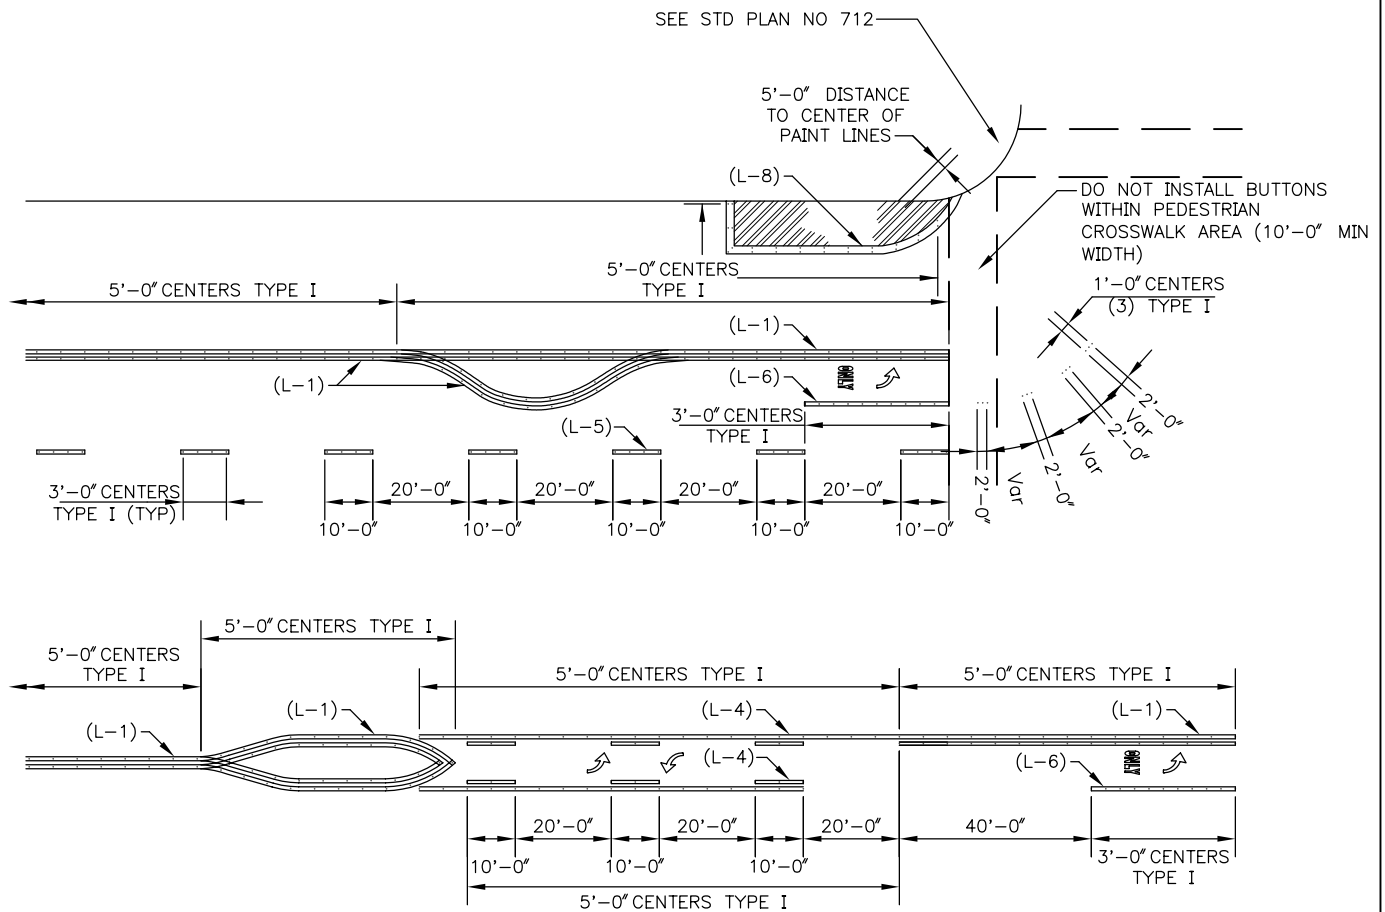 SEE STD PLAN NO 712
5'-0" DISTANCE
TO CENTER OF
PAINT LINES
(L-8)
DO NOT INSTALL BUTTONS
WITHIN PEDESTRIAN
CROSSWALK AREA (10'-0" MIN
WIDTH)
5'-0" CENTERS
TYPE I
5'-0" CENTERS TYPE I
1'-0" CENTERS
(3) TYPE I
(L-1)
(L-1)
(L-6)
ONLY
3'-0" CENTERS
TYPE I
(L-5)
2'-0"
Var
2'-0"
Var
2'-0"
Var
2'-0"
3'-0" CENTERS
TYPE I (TYP)
20'-0"
20'-0"
20'-0"
20'-0"
10'-0"
10'-0"
10'-0"
10'-0"
10'-0"
5'-0" CENTERS TYPE I
5'-0" CENTERS
TYPE I
5'-0" CENTERS TYPE I
5'-0" CENTERS TYPE I
(L-1)
(L-1)
(L-4)
(L-1)
(L-4)
(L-6)
ONLY
20'-0"
20'-0"
20'-0"
40'-0"
10'-0"
10'-0"
10'-0"
3'-0" CENTERS
TYPE I
5'-0" CENTERS TYPE I